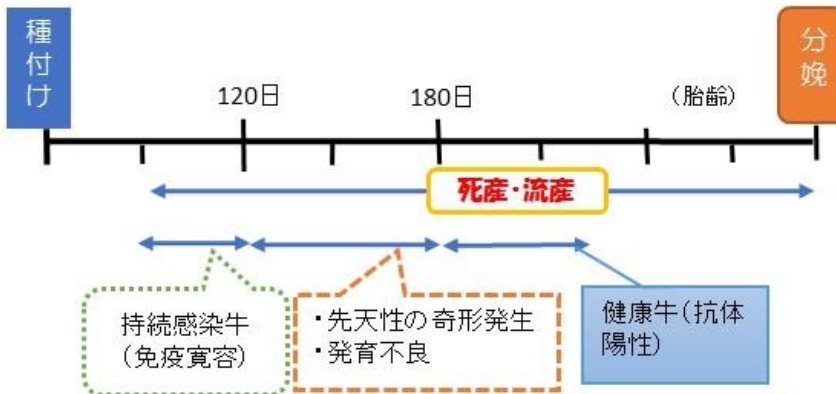 種付け
分娩
120日
180日
(胎齢)
死産・流産
持続感染牛
(免疫寛容)
・先天性の奇形発生
・発育不良
健康牛(抗体
陽性)